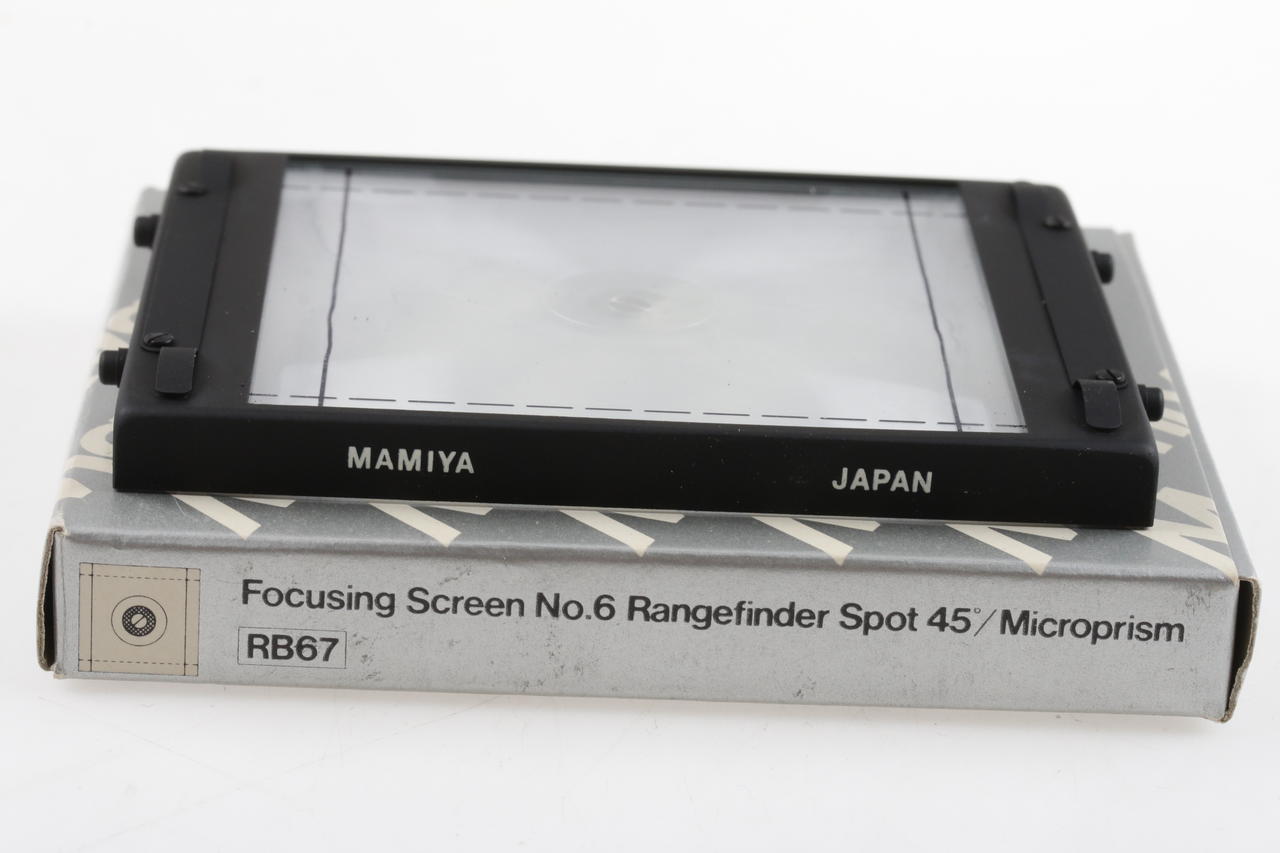 MAMIYA
JAPAN
Focusing Screen No.6 Rangefinder Spot 45°/Microprism
RB67